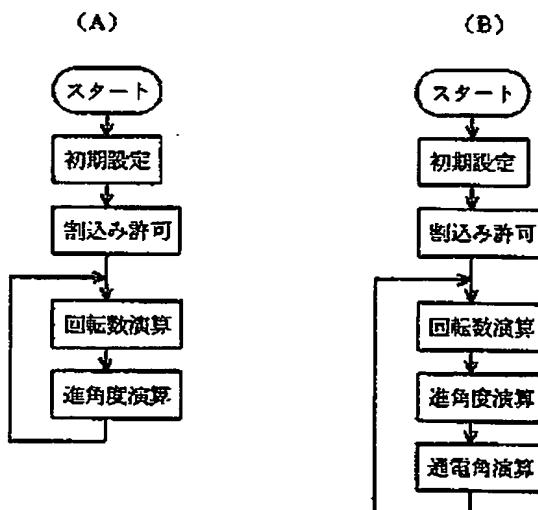 (A)
スタート
初期設定
割込み許可
回転数演算
進角度演算
(B)
スタート
初期設定
割込み許可
回転数演算
進角度演算
通電角演算